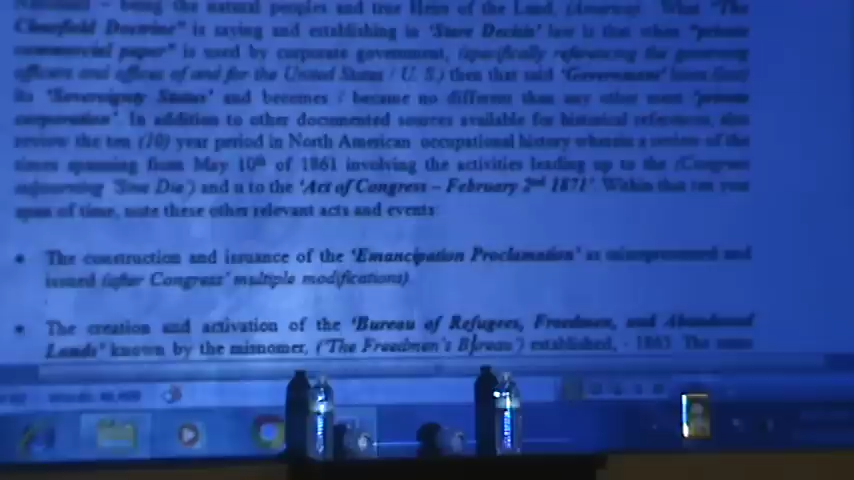 being the natural peoples and true Heirs of the Land, (America). What "The
Clearfield Doctrine" is saying and establishing in 'Stare Decisis' law is that when "private
commercial paper" is used by corporate government, (specifically referencing the governing
officers and offices of and for the United States / U. S.) then that said 'Government'
its 'Sovereignty Status' and becomes / became no different than any other mere 'private
corporation'. In addition to other documented sources available for historical references, also
review the ten (10) year period in North American occupational history wherein a review of the
times spanning from May 10th of 1861 involving the activities leading up to the (Congress
adjourning 'Sine Die') and to the 'Act of Congress – February 2nd 1871'. Within that ten year
span of time, note these other relevant acts and events:
• The construction and issuance of the 'Emancipation Proclamation' as misrepresented and
issued (after Congress' multiple modifications).
• The creation and activation of the 'Bureau of Refugees, Freedmen, and Abandoned
Lands' known by the misnomer, ('The Freedmen's Bureau') established, - 1865. The same